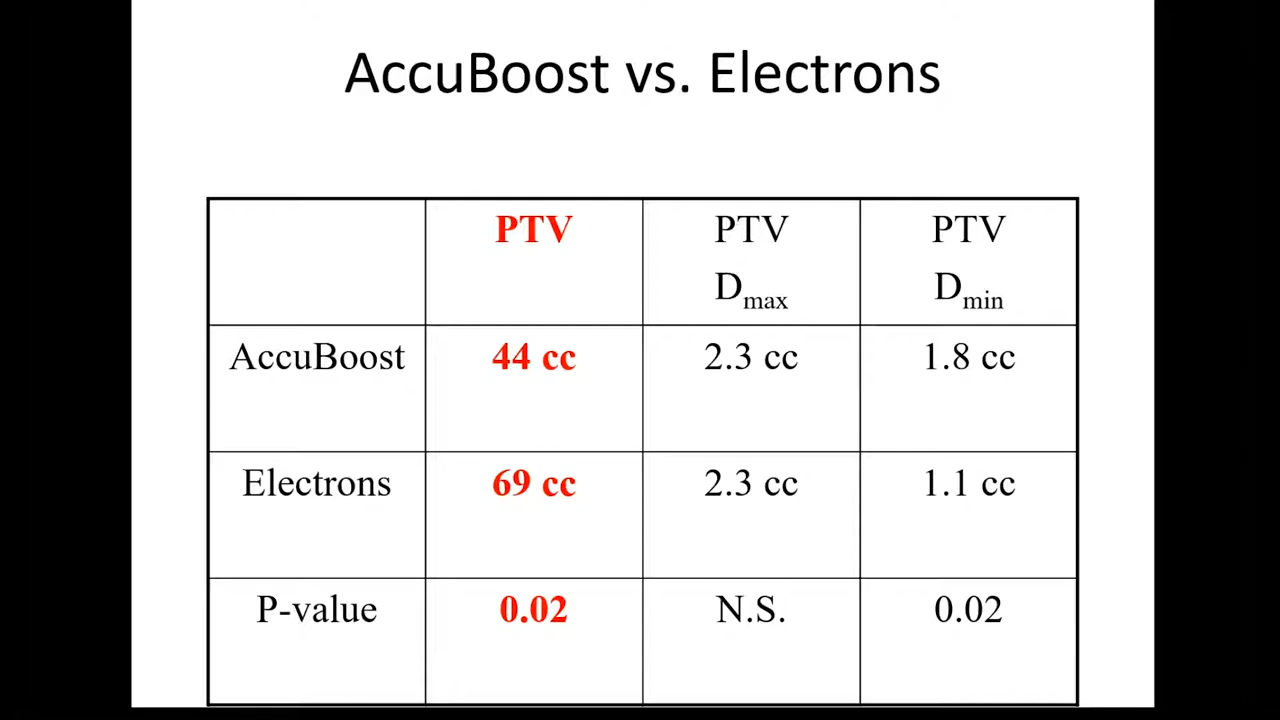 AccuBoost vs. Electrons
PTV PTV PTV
Dmax Dmin
AccuBoost 44 cc 2.3 cc 1.8 cc
Electrons 69 cc 2.3 cc 1.1 cc
P-value 0.02 N.S. 0.02